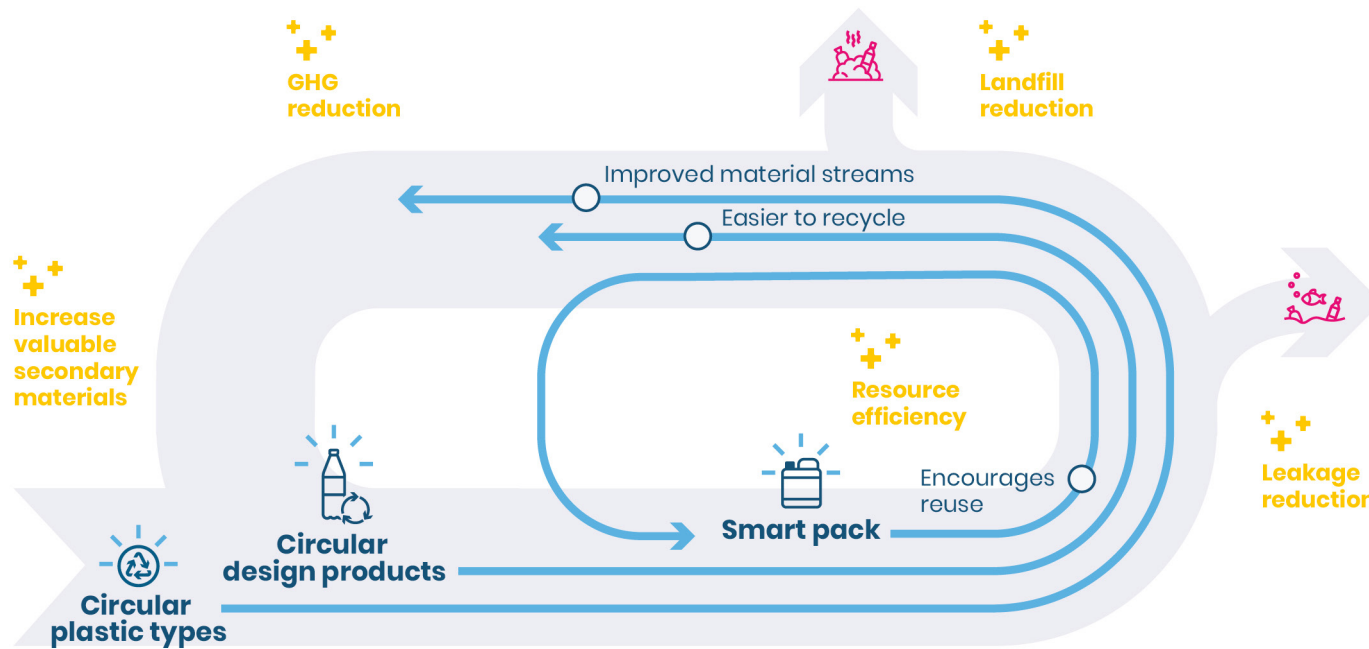 GHG
reduction
Landfill
reduction
Improved material streams
Easier to recycle
Increase
valuable
secondary
materials
Resource
efficiency
Leakage
reduction
Encourages
reuse
Smart pack
Circular
design products
Circular
plastic types